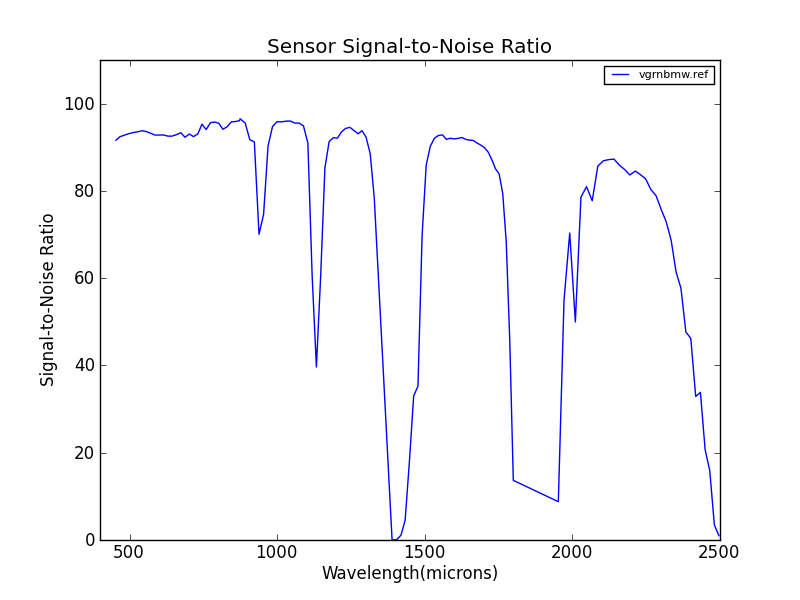 Sensor Signal-to-Noise Ratio
vgrnbmw.ref
Signal-to-Noise Ratio
100
80
60
40
20
0
500
1000
1500
2000
2500
Wavelength(microns)